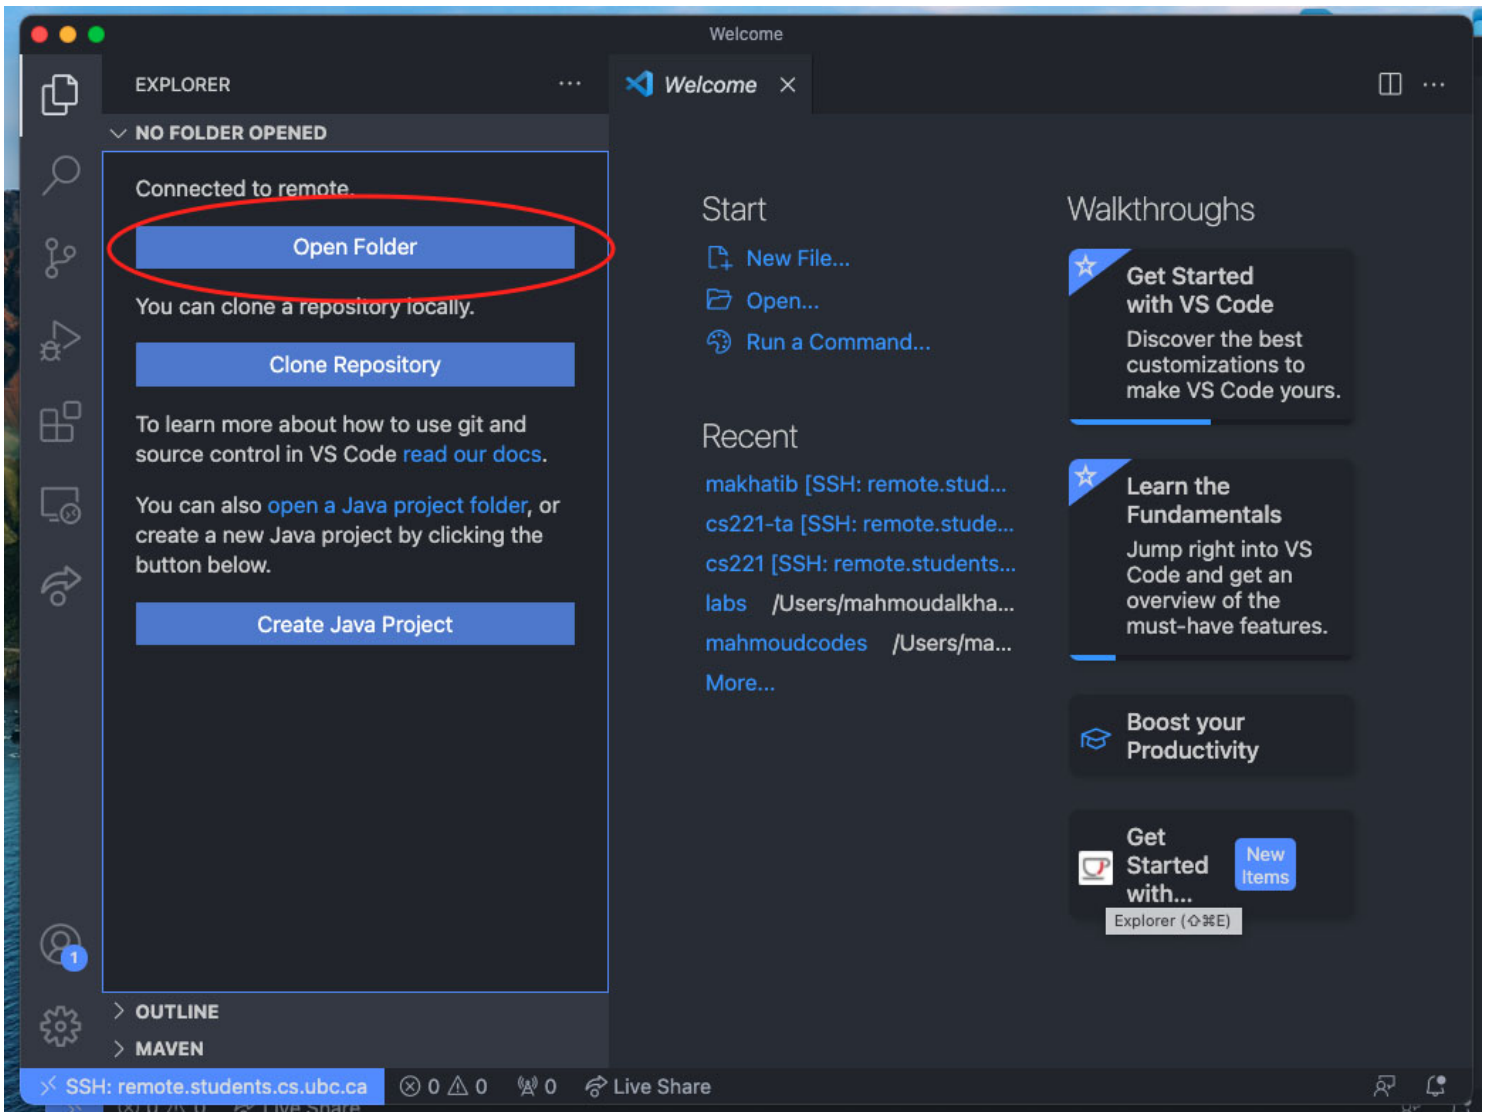 Welcome
EXPLORER
Welcome
NO FOLDER OPENED
Connected to remote.
Open Folder
You can clone a repository locally.
Clone Repository
To learn more about how to use git and
source control in VS Code read our docs.
You can also open a Java project folder, or
create a new Java project by clicking the
button below.
Create Java Project
Start
New File...
Open...
Run a Command...
Recent
makhatib [SSH: remote.stud...
cs221-ta [SSH: remote.stude...
cs221 [SSH: remote.students...
labs /Users/mahmoudalkha...
mahmoudcodes /Users/ma...
More...
Walkthroughs
Get Started
with VS Code
Discover the best
customizations to
make VS Code yours.
Learn the
Fundamentals
Jump right into VS
Code and get an
overview of the
must-have features.
Boost your
Productivity
Get
Started
with...
New
Items
Explorer (⇧⌘E)
1
OUTLINE
MAVEN
SSH: remote.students.cs.ubc.ca 0 0 0 Live Share
Live Share